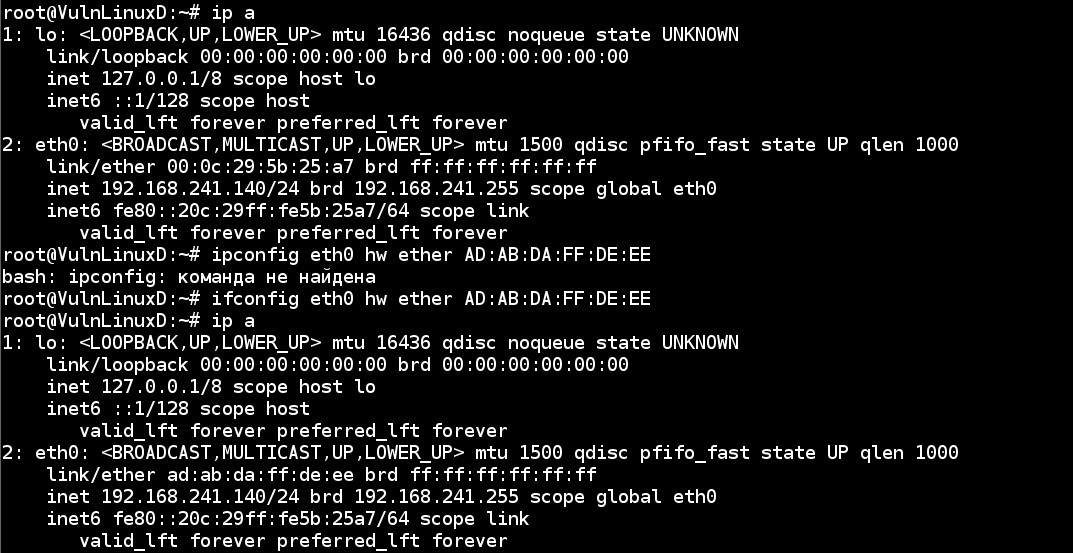 root@VulnLinuxD:~# ip a
1: lo: <LOOPBACK,UP,LOWER_UP> mtu 16436 qdisc noqueue state UNKNOWN
    link/loopback 00:00:00:00:00:00 brd 00:00:00:00:00:00
    inet 127.0.0.1/8 scope host lo
    inet6 ::1/128 scope host
       valid_lft forever preferred_lft forever
2: eth0: <BROADCAST,MULTICAST,UP,LOWER_UP> mtu 1500 qdisc pfifo_fast state UP qlen 1000
    link/ether 00:0c:29:5b:25:a7 brd ff:ff:ff:ff:ff:ff
    inet 192.168.241.140/24 brd 192.168.241.255 scope global eth0
    inet6 fe80::20c:29ff:fe5b:25a7/64 scope link
       valid_lft forever preferred_lft forever
root@VulnLinuxD:~# ipconfig eth0 hw ether AD:AB:DA:FF:DE:EE
bash: ipconfig: команда не найдена
root@VulnLinuxD:~# ifconfig eth0 hw ether AD:AB:DA:FF:DE:EE
root@VulnLinuxD:~# ip a
1: lo: <LOOPBACK,UP,LOWER_UP> mtu 16436 qdisc noqueue state UNKNOWN
    link/loopback 00:00:00:00:00:00 brd 00:00:00:00:00:00
    inet 127.0.0.1/8 scope host lo
    inet6 ::1/128 scope host
       valid_lft forever preferred_lft forever
2: eth0: <BROADCAST,MULTICAST,UP,LOWER_UP> mtu 1500 qdisc pfifo_fast state UP qlen 1000
    link/ether ad:ab:da:ff:de:ee brd ff:ff:ff:ff:ff:ff
    inet 192.168.241.140/24 brd 192.168.241.255 scope global eth0
    inet6 fe80::20c:29ff:fe5b:25a7/64 scope link
       valid_lft forever preferred_lft forever